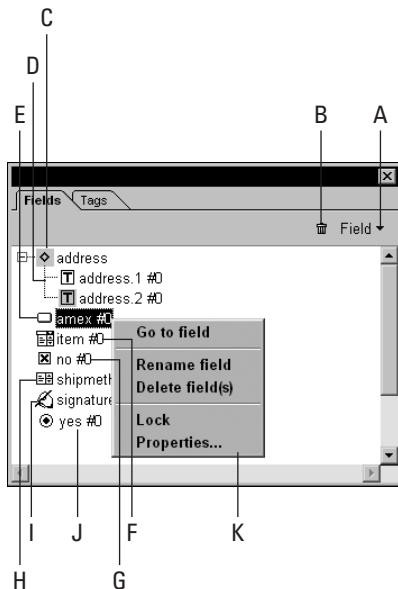 C
D
E B A
Fields Tags
Field
address
T address.1 #0
T address.2 #0
amex #0
Go to field
item #0
Rename field
no #0
Delete field(s)
shipmeth
signature
Lock
yes #0
Properties...
I J F K
H G